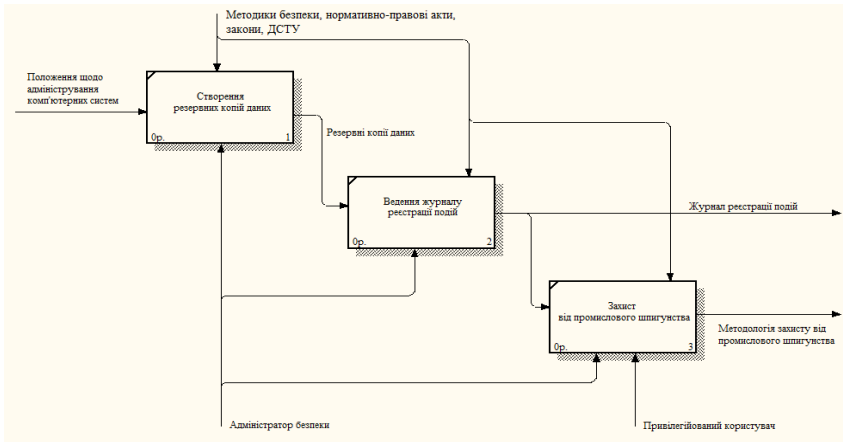 Методики безпеки, нормативно-правові акти,
закони, ДСТУ
Положення щодо
адміністрування
комп'ютерних систем
Створення
резервних копій даних
0р.
1
Резервні копії даних
Ведення журналу
реєстрації подій
0р.
2
Журнал реєстрації подій
Захист
від промислового шпигунства
0р.
3
Методологія захисту від
промислового шпигунства
Адміністратор безпеки
Привілегійований користувач